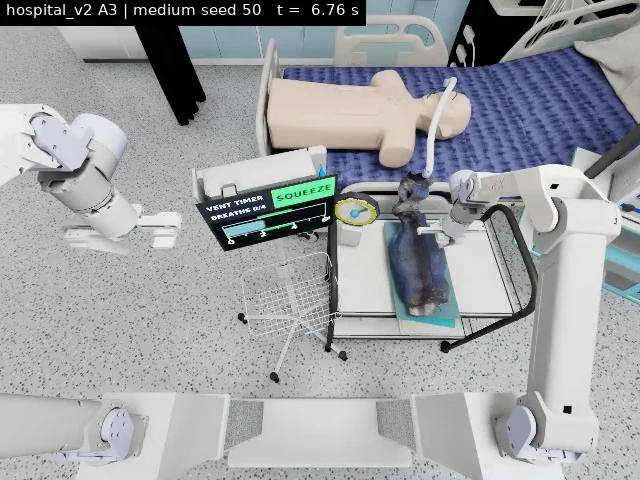 hospital_v2 A3 | medium seed 50   t =  6.76 s
VENT TIMER
SQUEEZE
BREATHS 0/4